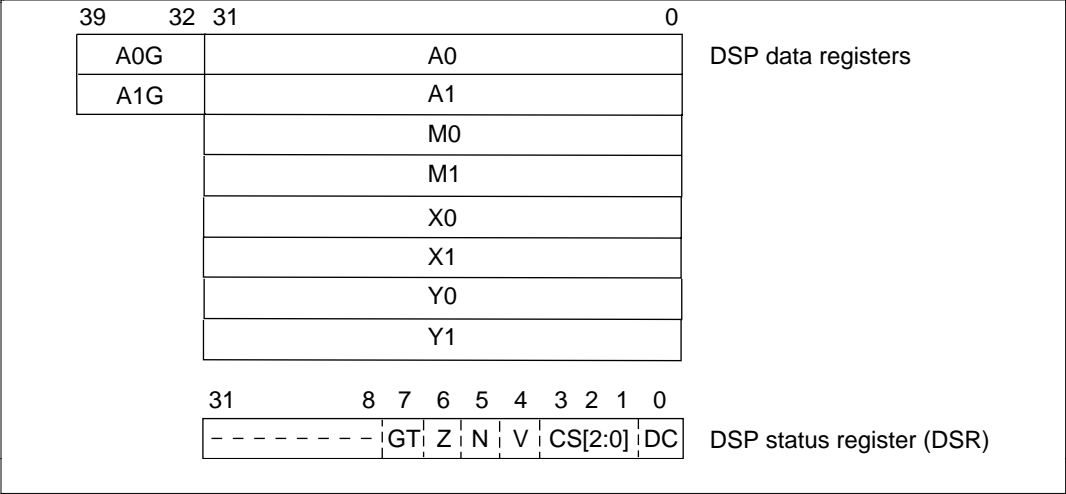 39 32 31 0
A0G A0 DSP data registers
A1G A1
M0
M1
X0
X1
Y0
Y1
31 8 7 6 5 4 3 2 1 0
GT Z N V CS[2:0] DC DSP status register (DSR)